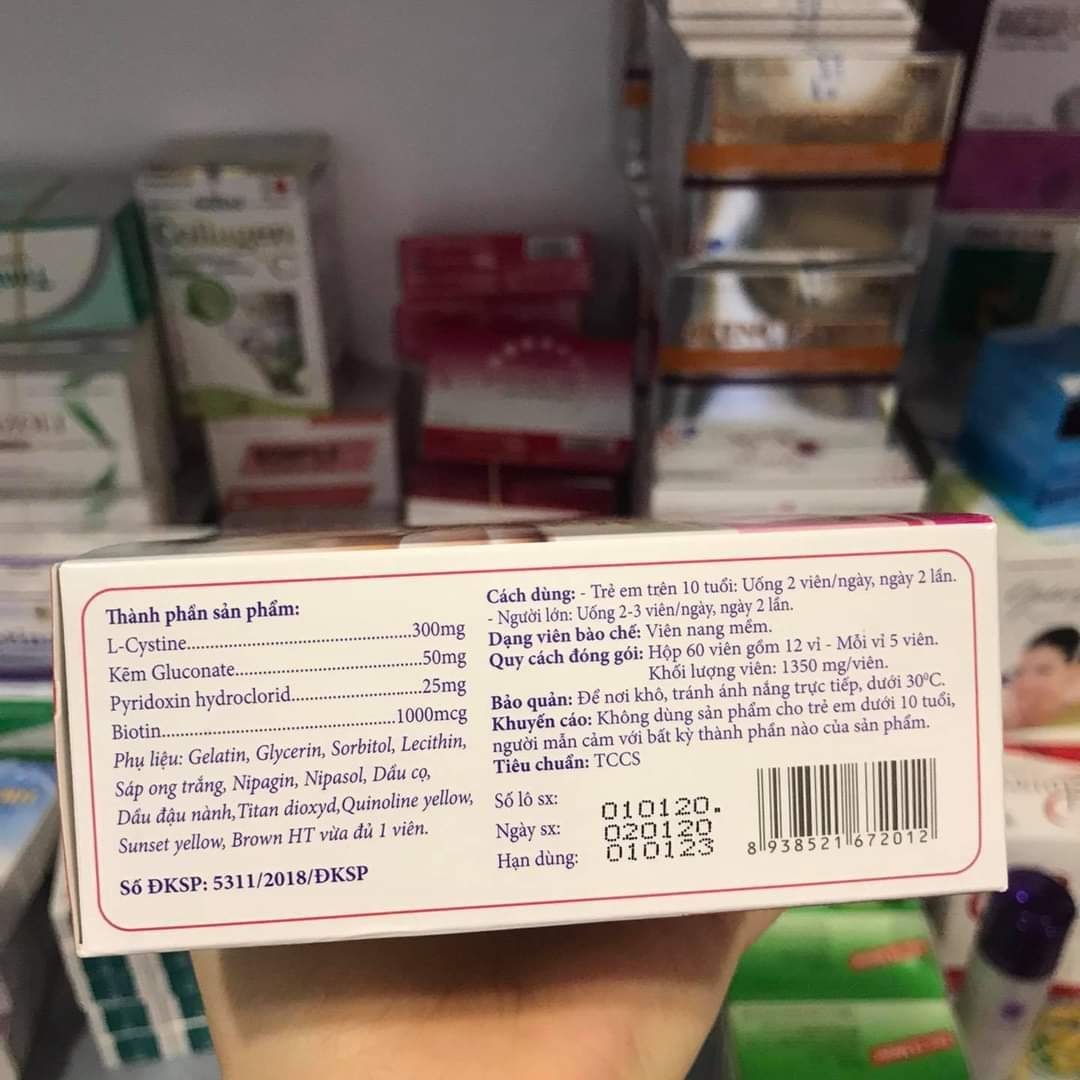 Collagen
Thành phần sản phẩm:
L-Cystine..........................................300mg
Kẽm Gluconate..................................50mg
Pyridoxin hydroclorid........................25mg
Biotin................................................1000mcg
Phụ liệu: Gelatin, Glycerin, Sorbitol, Lecithin,
Sáp ong trắng, Nipagin, Nipasol, Dầu cọ,
Dầu đậu nành,Titan dioxyd,Quinoline yellow,
Sunset yellow, Brown HT vừa đủ 1 viên.
Số ĐKSP: 5311/2018/ĐKSP
Cách dùng: - Trẻ em trên 10 tuổi: Uống 2 viên/ngày, ngày 2 lần.
- Người lớn: Uống 2-3 viên/ngày, ngày 2 lần.
Dạng viên bào chế: Viên nang mềm.
Quy cách đóng gói: Hộp 60 viên gồm 12 vỉ - Mỗi vỉ 5 viên.
Khối lượng viên: 1350 mg/viên.
Bảo quản: Để nơi khô, tránh ánh nắng trực tiếp, dưới 30°C.
Khuyến cáo: Không dùng sản phẩm cho trẻ em dưới 10 tuổi,
người mẫn cảm với bất kỳ thành phần nào của sản phẩm.
Tiêu chuẩn: TCCS
Số lô sx: 010120.
Ngày sx: 020120
Hạn dùng: 010123
8 938521 672012